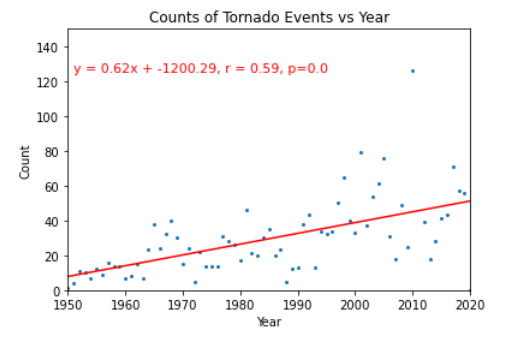 Counts of Tornado Events vs Year
y = 0.62x + -1200.29, r = 0.59, p=0.0
140
120
100
80
60
40
20
0
Count
1950 1960 1970 1980 1990 2000 2010 2020
Year